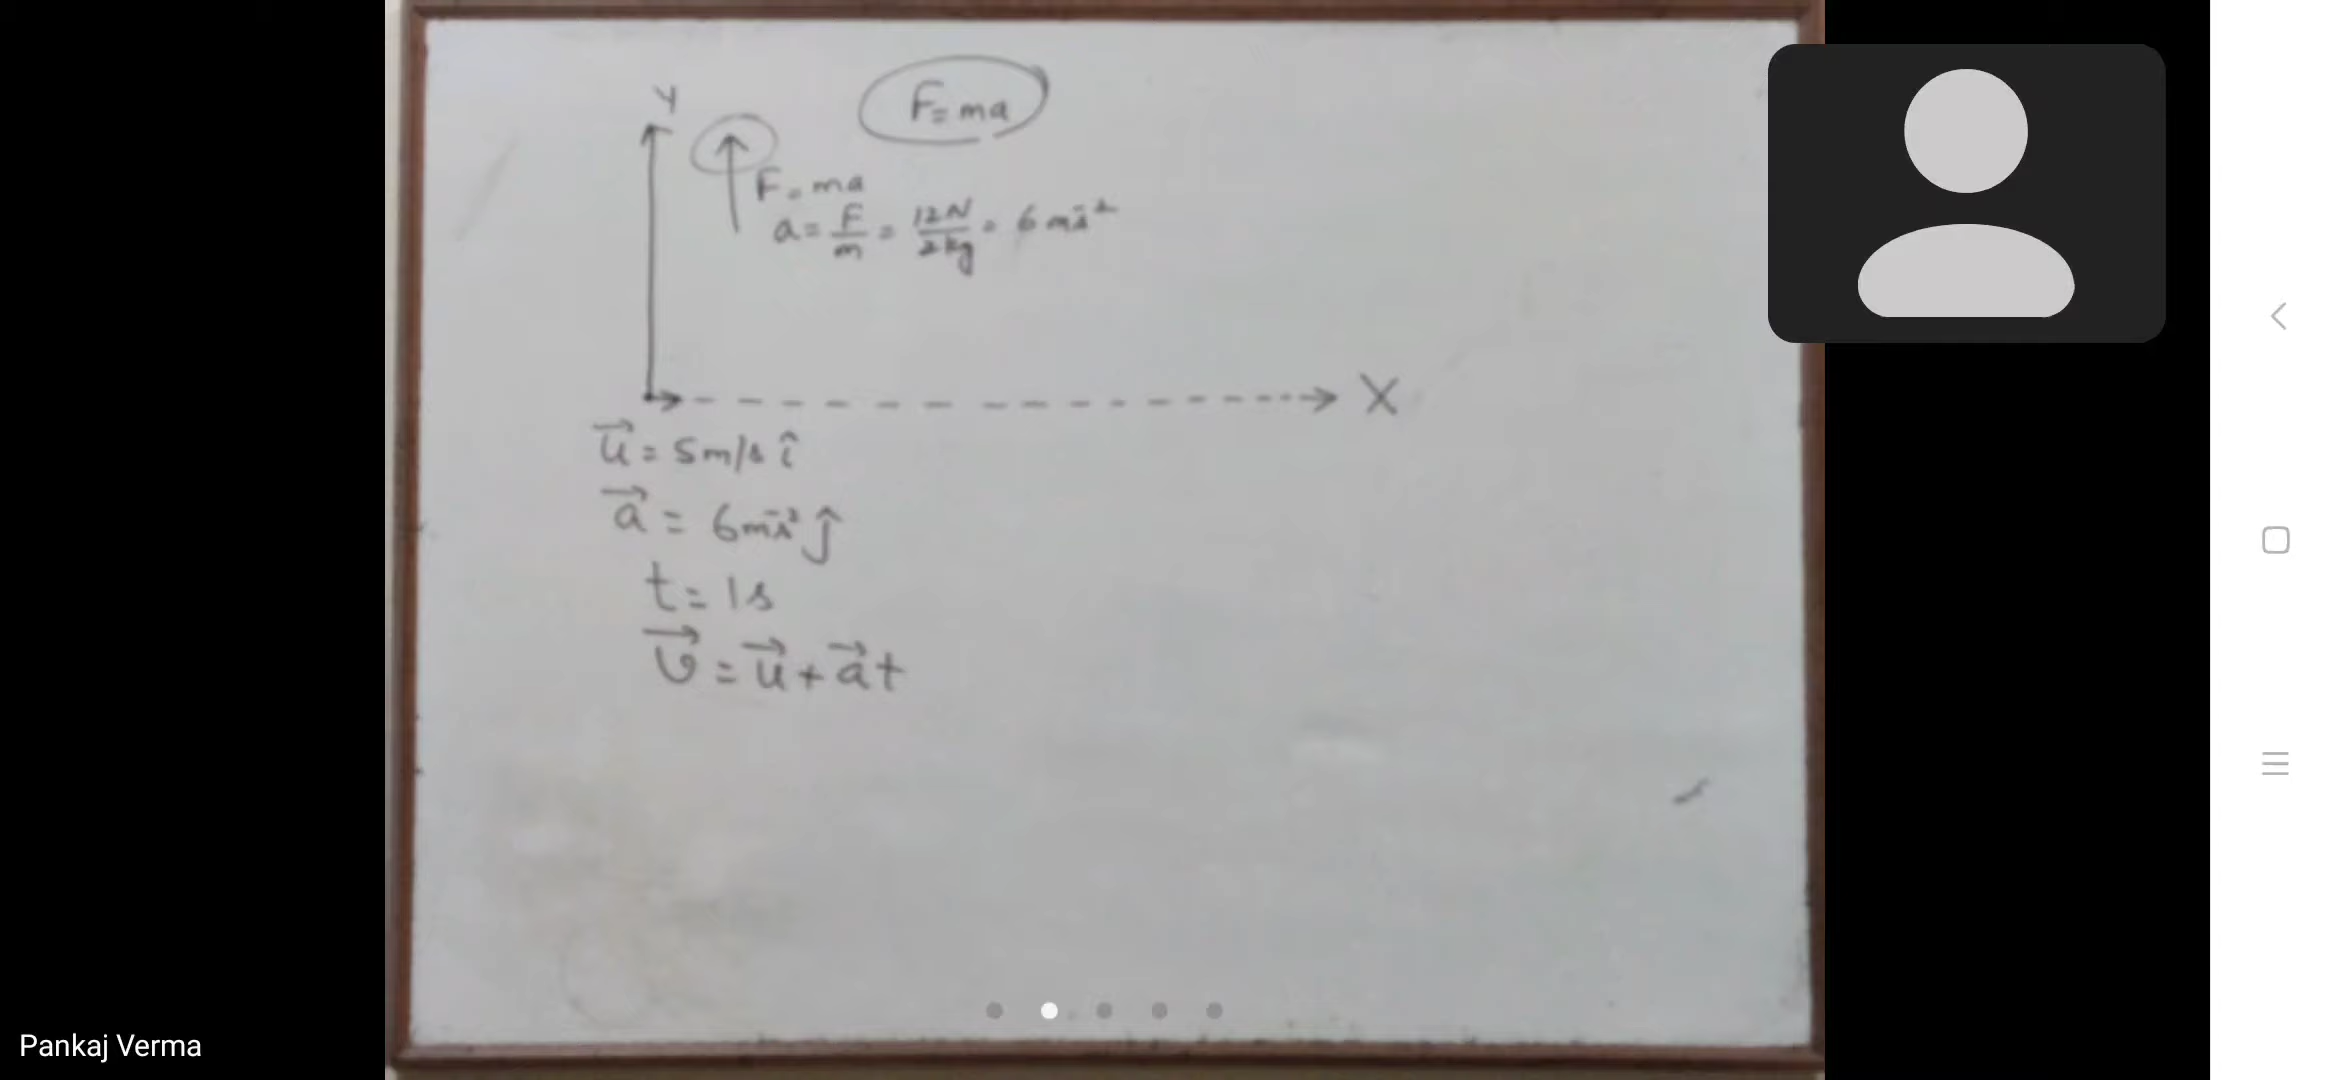 Y
F = ma
F = ma
a = F/m = 12N/2kg = 6 ms⁻²
X
u⃗ = 5m/s î
a⃗ = 6ms⁻² ĵ
t = 1s
v⃗ = u⃗ + a⃗t
Pankaj Verma